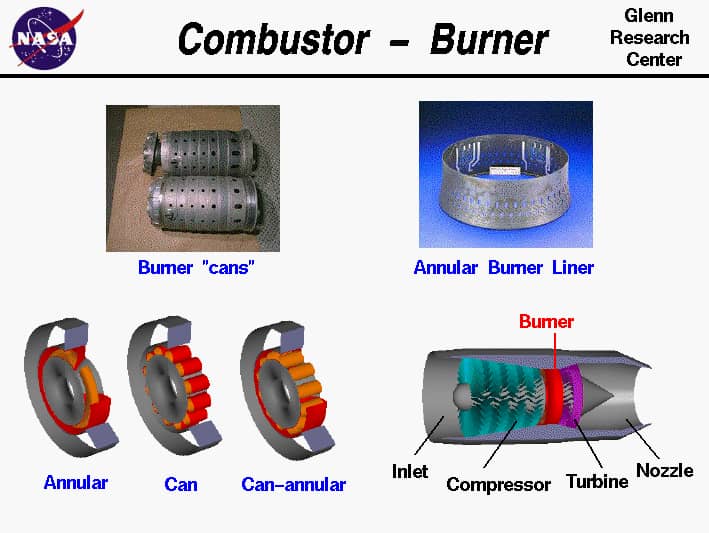 NASA
Combustor – Burner
Glenn
Research
Center
Burner "cans"
Annular Burner Liner
Burner
Annular
Can
Can-annular
Inlet
Compressor
Turbine
Nozzle